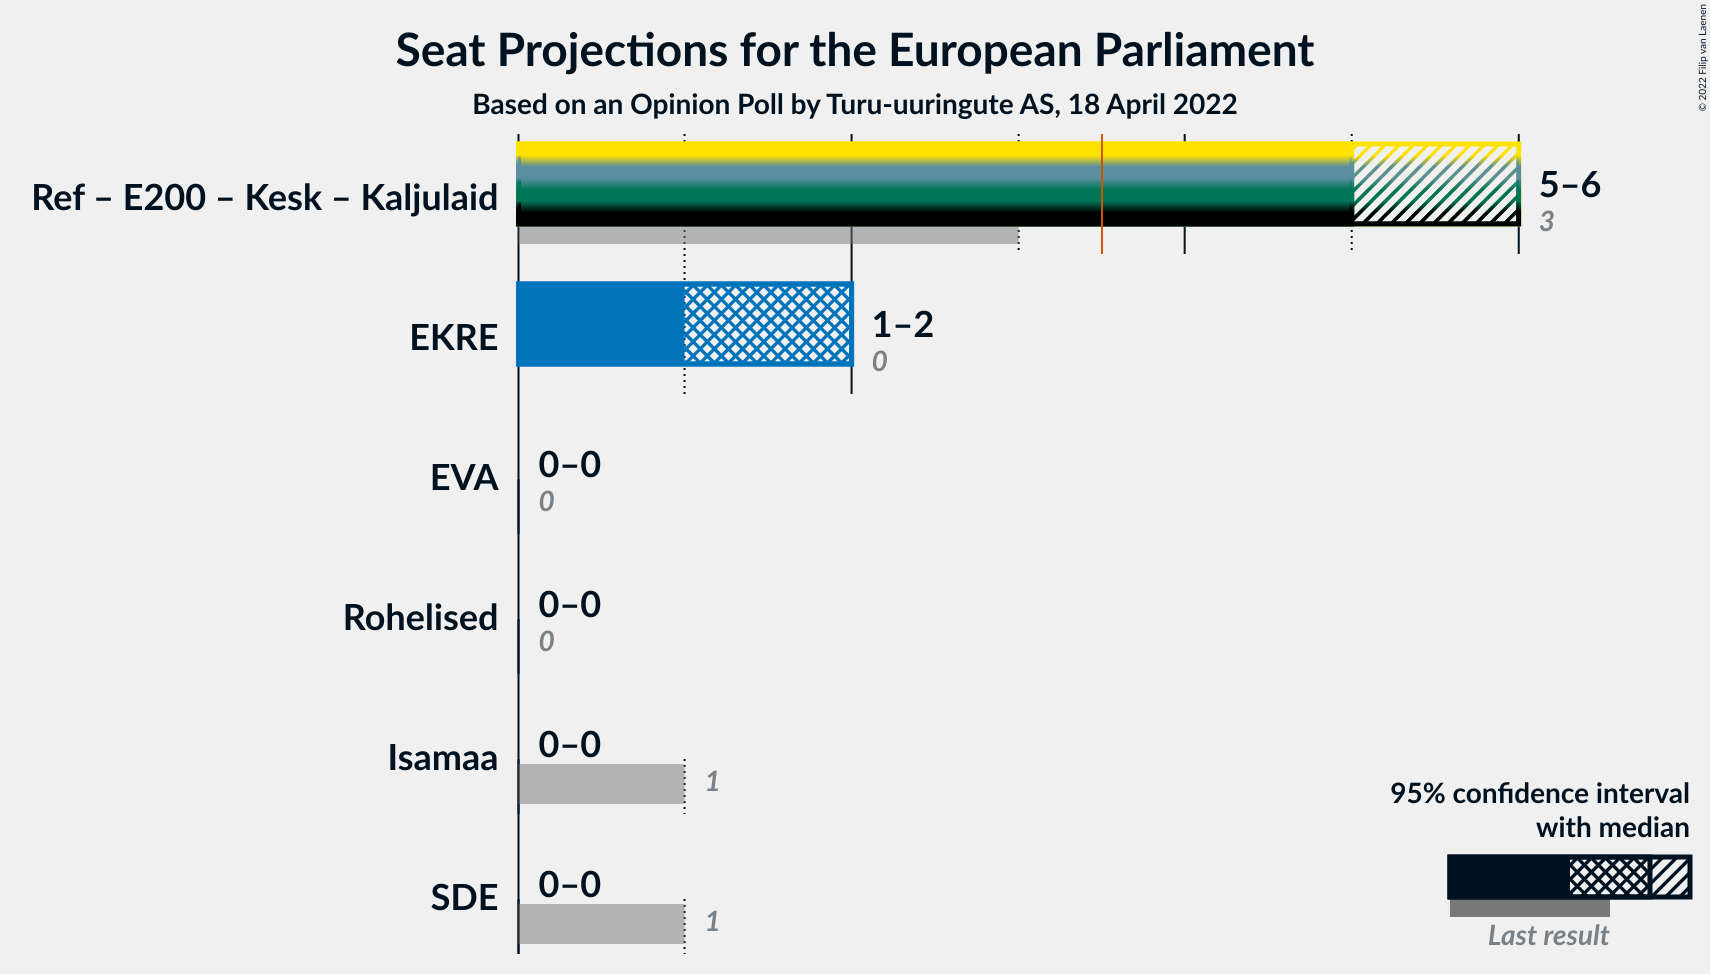 Seat Projections for the European Parliament
Based on an Opinion Poll by Turu-uuringute AS, 18 April 2022
© 2022 Filip van Laenen
Ref – E200 – Kesk – Kaljulaid
5–6
3
EKRE
1–2
0
EVA
0–0
0
Rohelised
0–0
0
Isamaa
0–0
1
SDE
0–0
1
95% confidence interval
with median
Last result